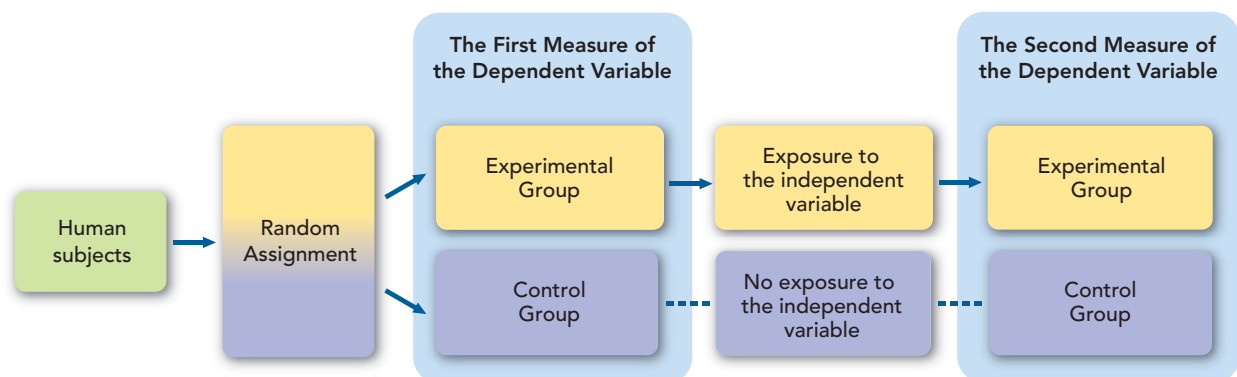 The First Measure of
the Dependent Variable
The Second Measure of
the Dependent Variable
Human
subjects
Random
Assignment
Experimental
Group
Exposure to
the independent
variable
Experimental
Group
Control
Group
No exposure to
the independent
variable
Control
Group